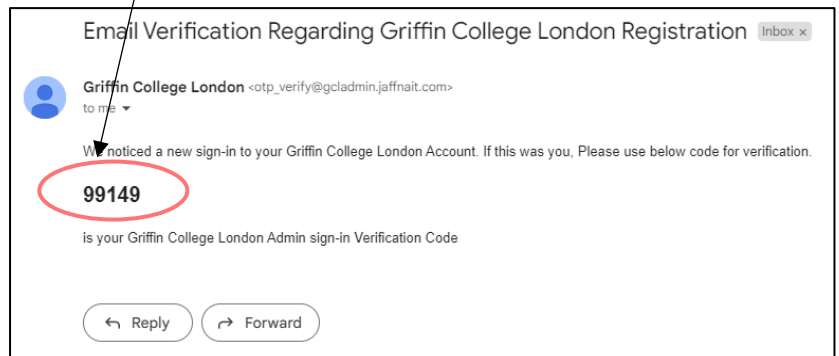 Email Verification Regarding Griffin College London Registration Inbox ×
Griffin College London <otp_verify@gcladmin.jaffnait.com>
to me
We noticed a new sign-in to your Griffin College London Account. If this was you, Please use below code for verification.
99149
is your Griffin College London Admin sign-in Verification Code
Reply Forward